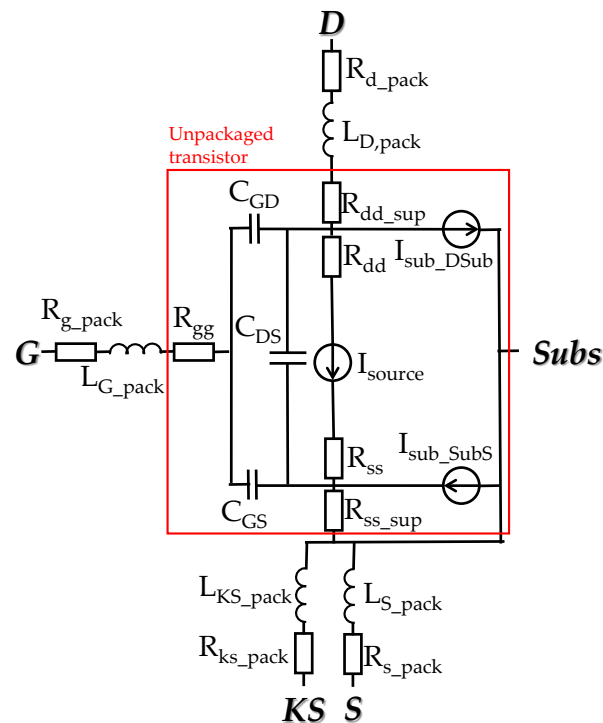 D
R_d_pack
L_D,pack
Unpackaged
transistor
C_GD
R_dd_sup
R_dd
I_sub_DSub
R_g_pack
R_gg
C_DS
G
L_G_pack
I_source
Subs
R_ss
I_sub_SubS
C_GS
R_ss_sup
L_KS_pack
L_S_pack
R_ks_pack
R_s_pack
KS
S